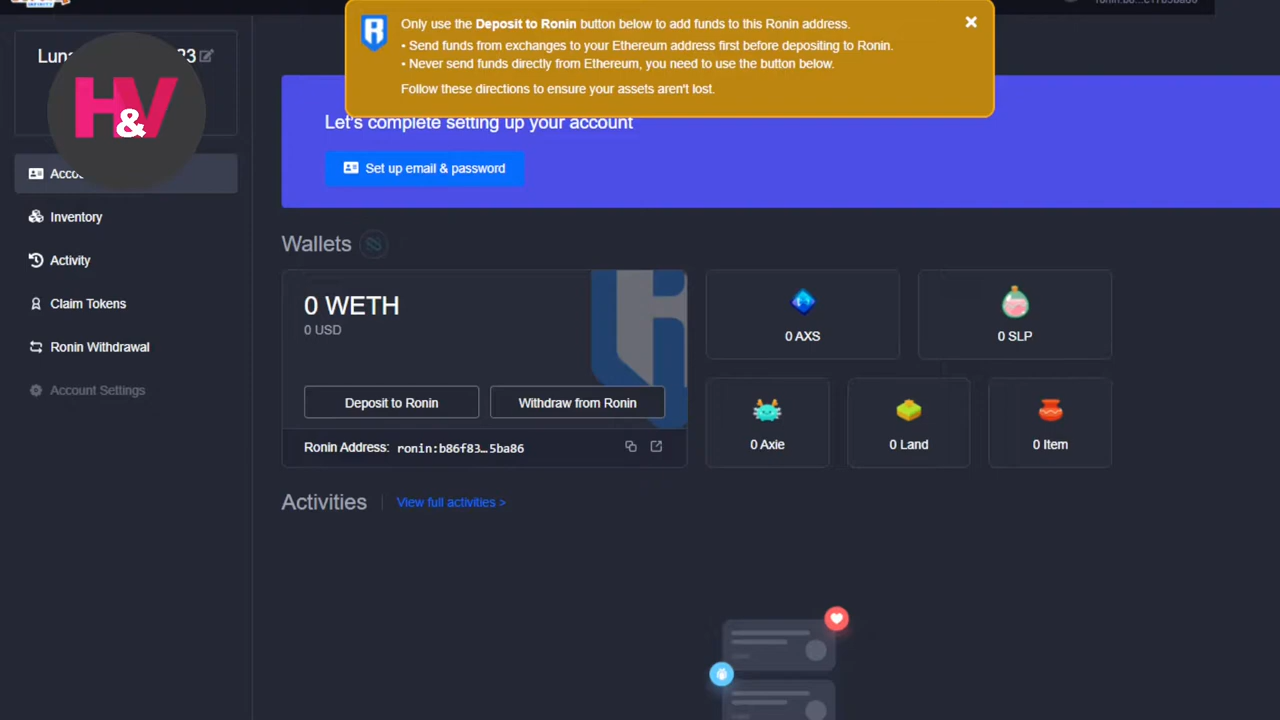 Only use the Deposit to Ronin button below to add funds to this Ronin address.
• Send funds from exchanges to your Ethereum address first before depositing to Ronin.
• Never send funds directly from Ethereum, you need to use the button below.
Follow these directions to ensure your assets aren't lost.
23
H&V
Let's complete setting up your account
Set up email & password
Inventory
Activity
Claim Tokens
Ronin Withdrawal
Account Settings
Wallets
0 WETH
0 USD
Deposit to Ronin
Withdraw from Ronin
Ronin Address: ronin:b86f83…5ba86
0 AXS
0 SLP
0 Axie
0 Land
0 Item
Activities
View full activities >